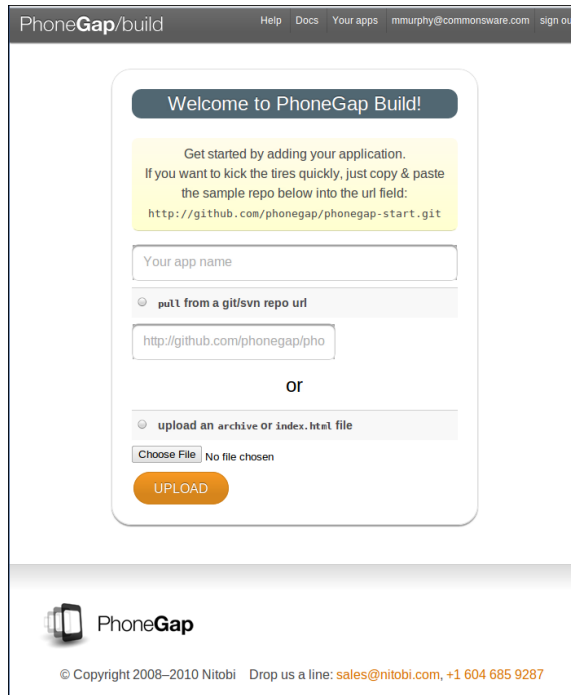 PhoneGap/build Help Docs Your apps mmurphy@commonsware.com sign ou
Welcome to PhoneGap Build!
Get started by adding your application.
If you want to kick the tires quickly, just copy & paste
the sample repo below into the url field:
http://github.com/phonegap/phonegap-start.git
Your app name
pull from a git/svn repo url
http://github.com/phonegap/pho
or
upload an archive or index.html file
Choose File No file chosen
UPLOAD
PhoneGap
© Copyright 2008–2010 Nitobi Drop us a line: sales@nitobi.com, +1 604 685 9287